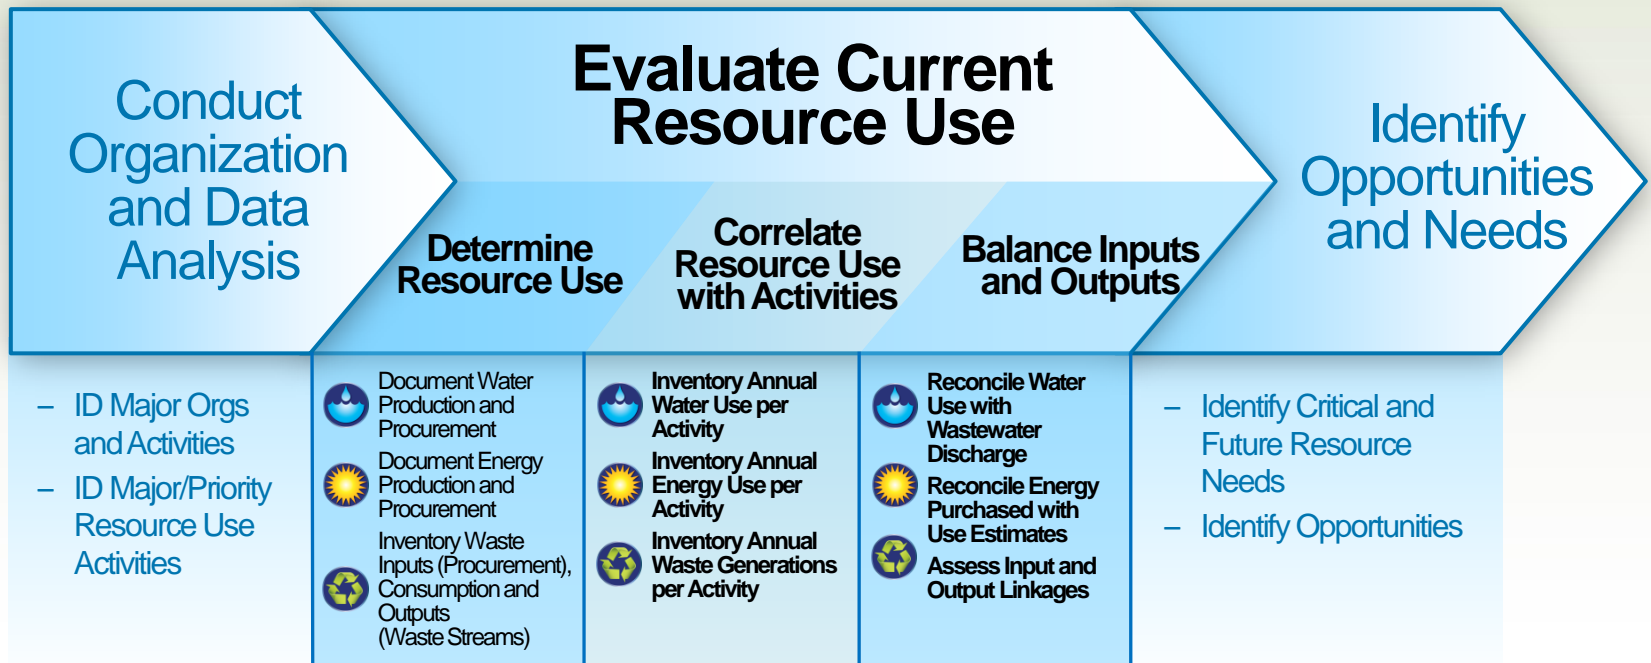 Conduct
Organization
and Data
Analysis
Evaluate Current
Resource Use
Identify
Opportunities
and Needs
Determine
Resource Use
Correlate
Resource Use
with Activities
Balance Inputs
and Outputs
– ID Major Orgs
and Activities
– ID Major/Priority
Resource Use
Activities
Document Water
Production and
Procurement
Document Energy
Production and
Procurement
Inventory Waste
Inputs (Procurement),
Consumption and
Outputs
(Waste Streams)
Inventory Annual
Water Use per
Activity
Inventory Annual
Energy Use per
Activity
Inventory Annual
Waste Generations
per Activity
Reconcile Water
Use with
Wastewater
Discharge
Reconcile Energy
Purchased with
Use Estimates
Assess Input and
Output Linkages
– Identify Critical and
Future Resource
Needs
– Identify Opportunities